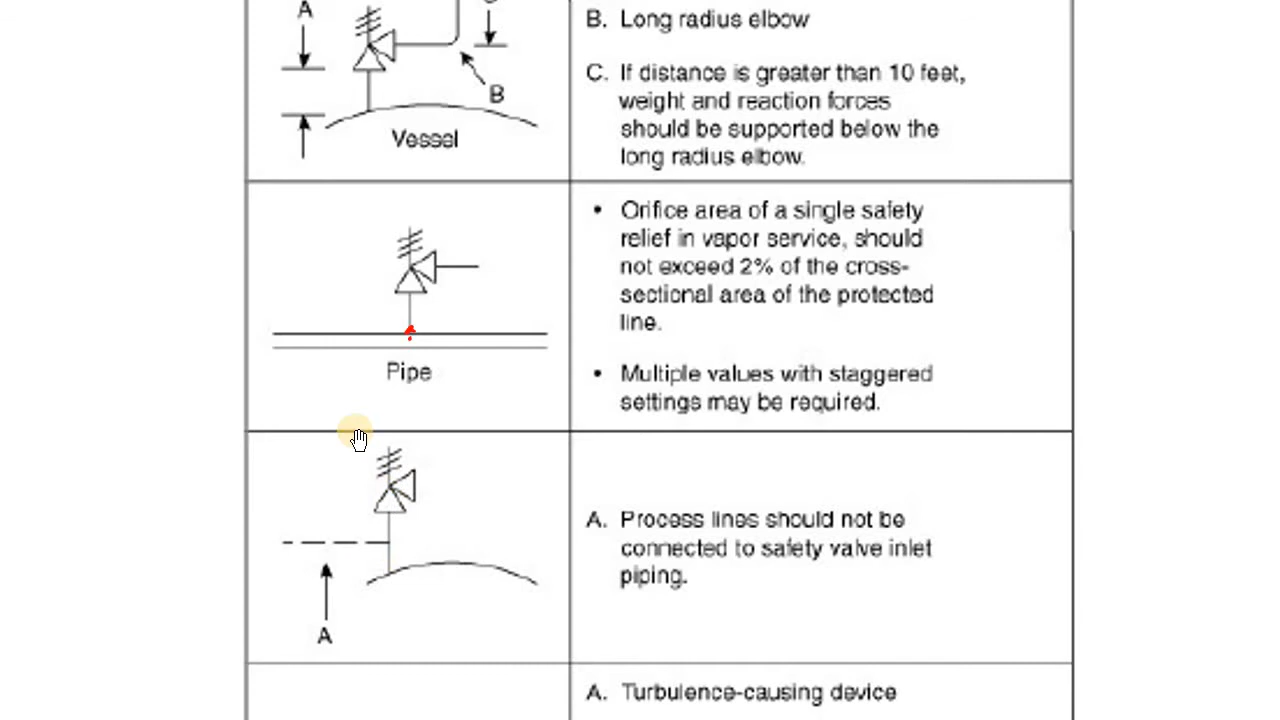 A
B
Vessel
B. Long radius elbow
C. If distance is greater than 10 feet,
weight and reaction forces
should be supported below the
long radius elbow.
Pipe
• Orifice area of a single safety
relief in vapor service, should
not exceed 2% of the cross-
sectional area of the protected
line.
• Multiple values with staggered
settings may be required.
A
A. Process lines should not be
connected to safety valve inlet
piping.
A. Turbulence-causing device